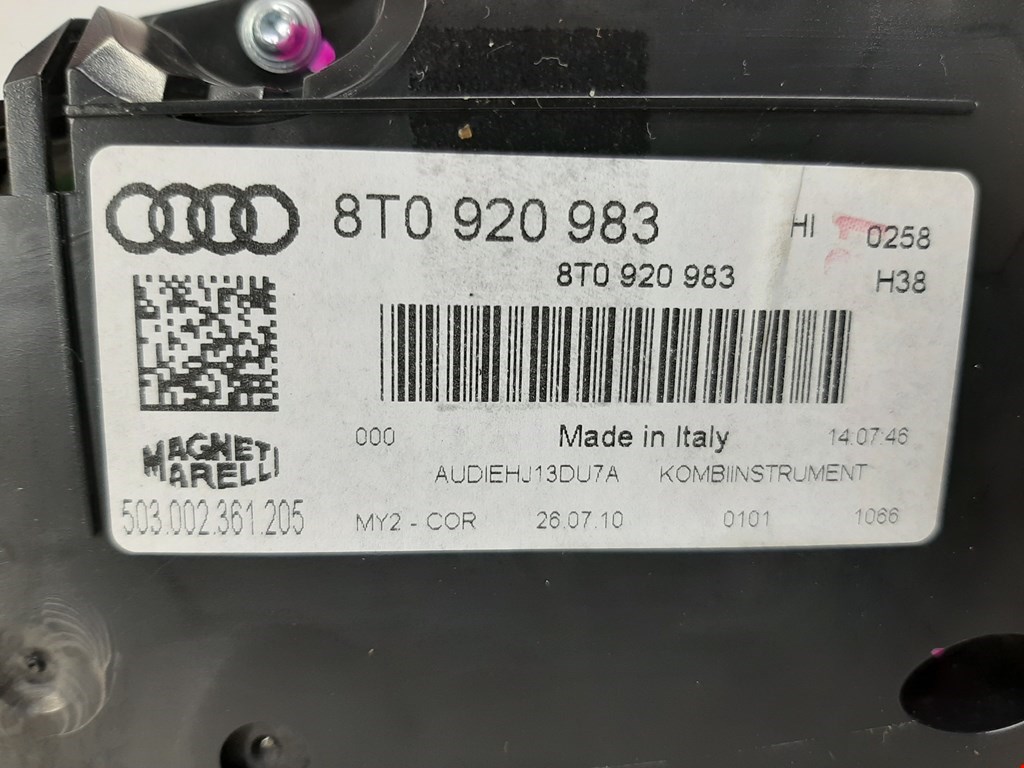 8T0 920 983 HI 0258
8T0 920 983 H38
MAGNETI
MARELLI
503.002.361.205
000 Made in Italy 14:07:46
AUDIEHJ13DU7A KOMBIINSTRUMENT
MY2 - COR 26.07.10 0101 1066